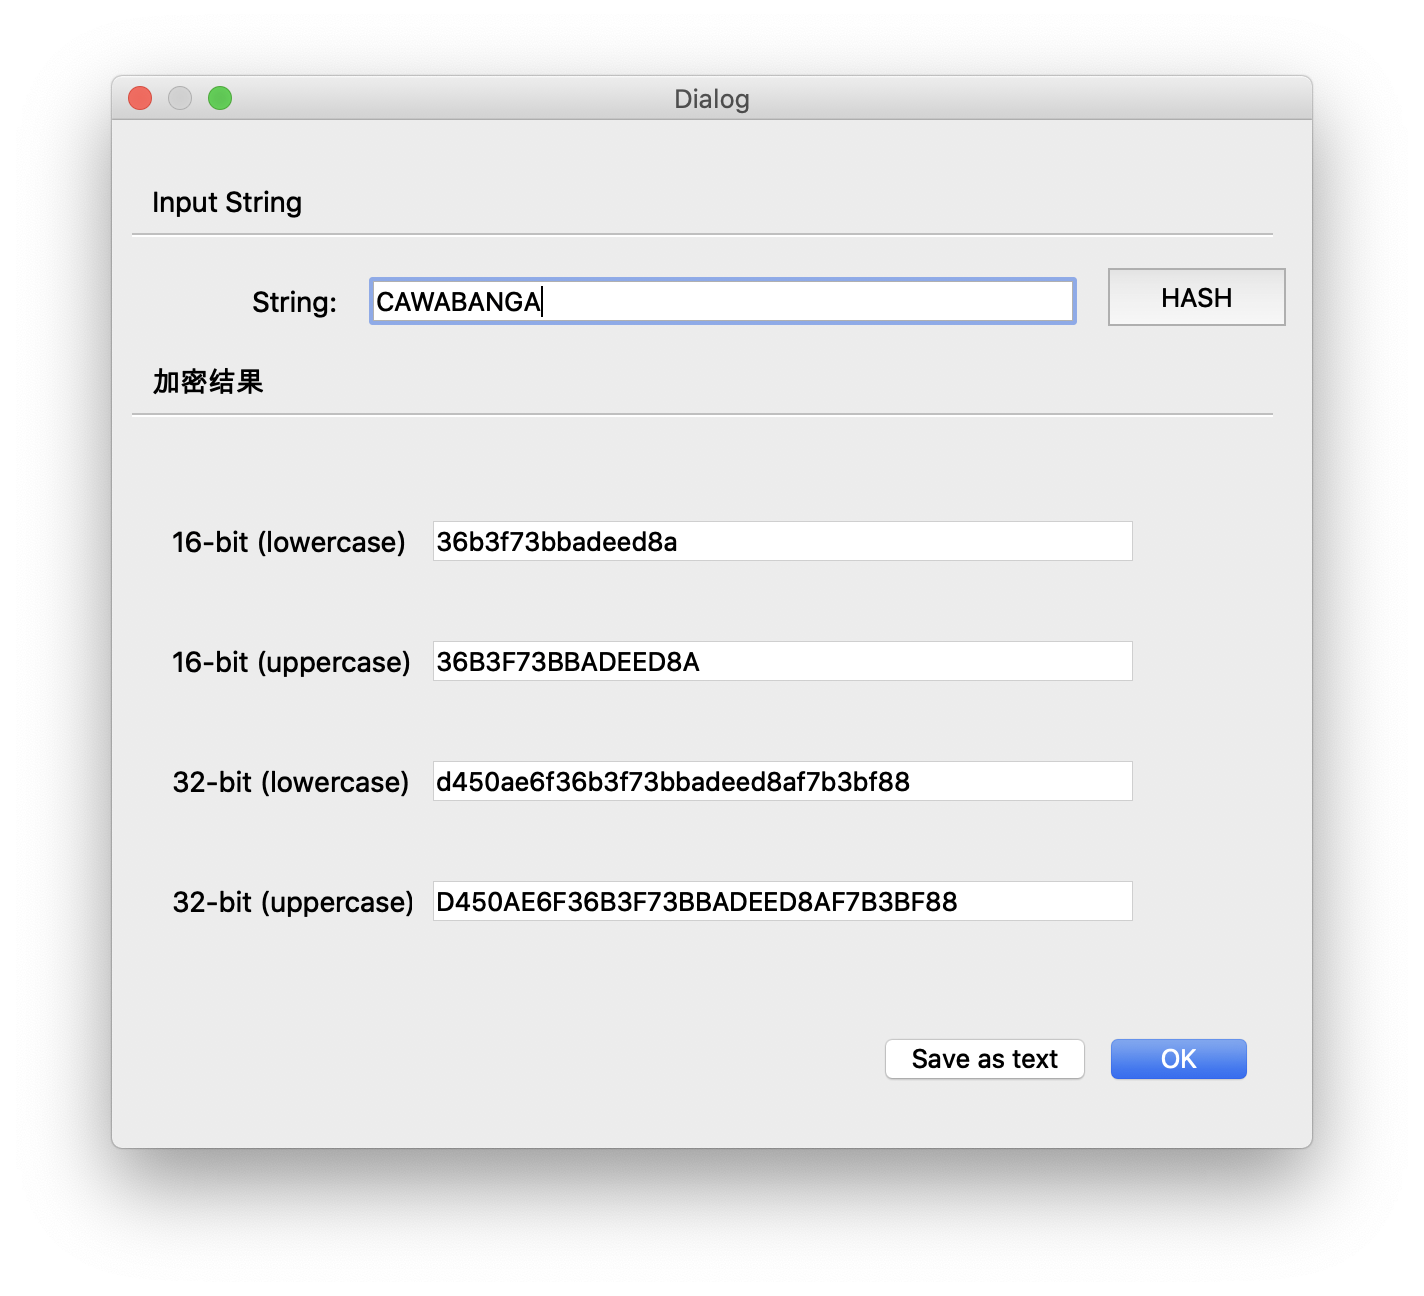 Dialog
Input String
String: CAWABANGA HASH
加密结果
16-bit (lowercase) 36b3f73bbadeed8a
16-bit (uppercase) 36B3F73BBADEED8A
32-bit (lowercase) d450ae6f36b3f73bbadeed8af7b3bf88
32-bit (uppercase) D450AE6F36B3F73BBADEED8AF7B3BF88
Save as text OK